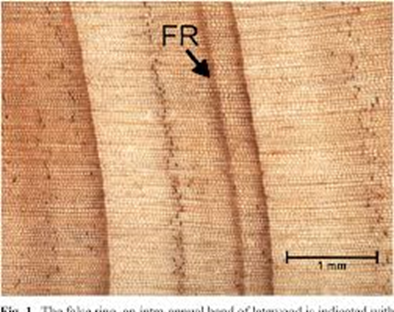 FR
1 mm
Fig. 1 The false ring, an intra-annual band of latewood is indicated with